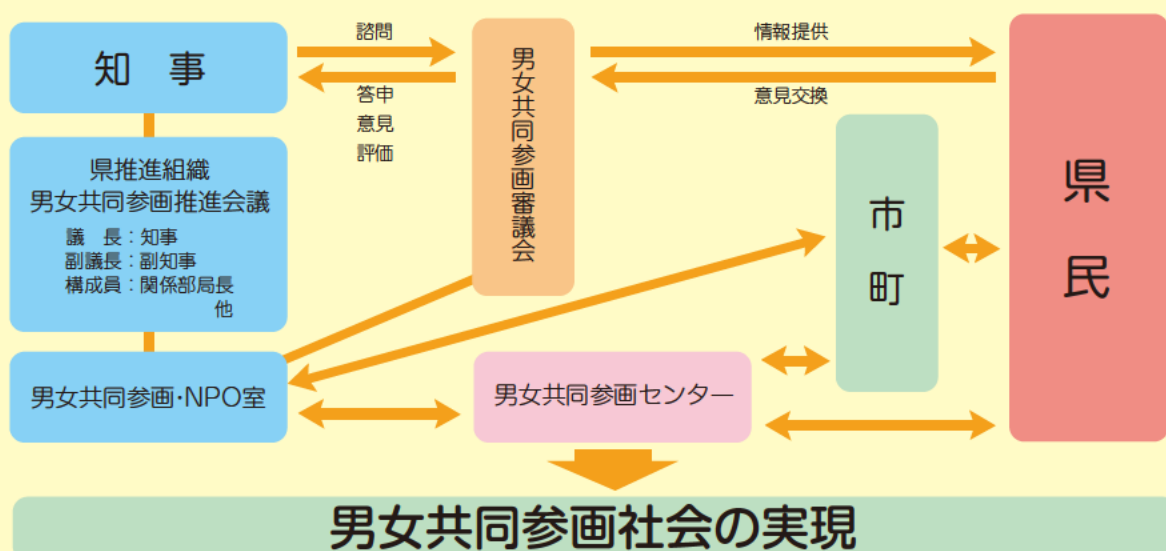 知 事
諮問
答申
意見
評価
男女共同参画審議会
情報提供
意見交換
県民
県推進組織
男女共同参画推進会議
議 長：知事
副議長：副知事
構成員：関係部局長
他
市町
男女共同参画・NPO室
男女共同参画センター
男女共同参画社会の実現